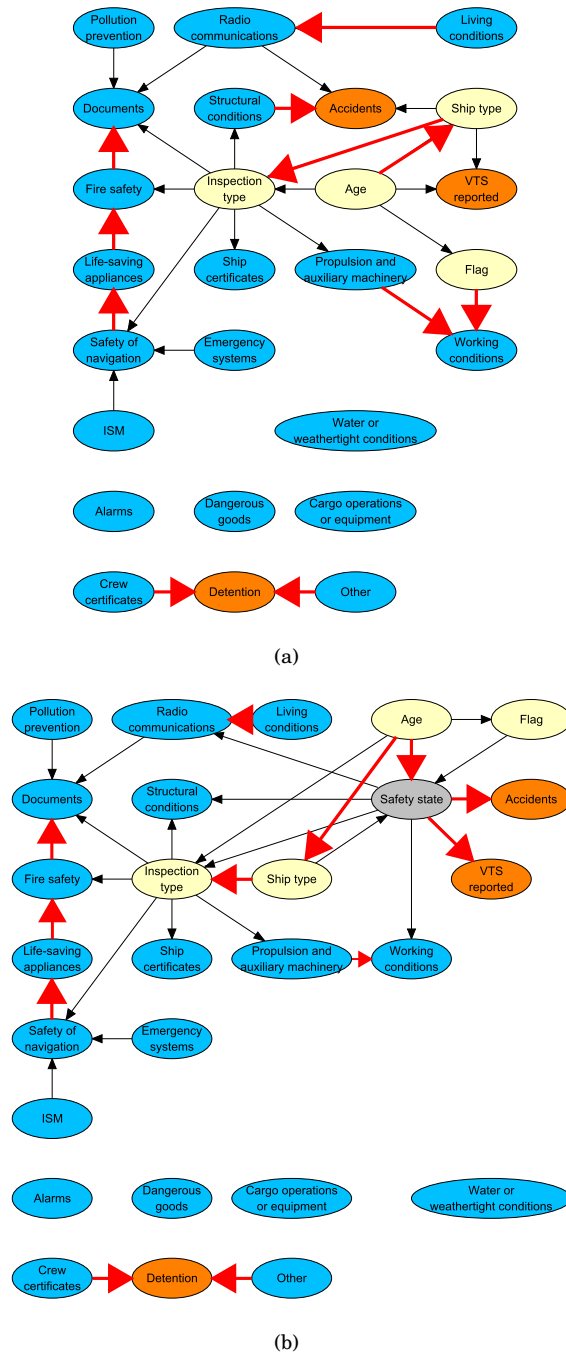 Pollution
prevention
Radio
communications
Living
conditions
Documents
Structural
conditions
Accidents
Ship type
Fire safety
Inspection
type
Age
VTS
reported
Life-saving
appliances
Ship
certificates
Propulsion and
auxiliary machinery
Flag
Safety of
navigation
Emergency
systems
Working
conditions
ISM
Water or
weathertight conditions
Alarms
Dangerous
goods
Cargo operations
or equipment
Crew
certificates
Detention
Other
(a)
Pollution
prevention
Radio
communications
Living
conditions
Age
Flag
Documents
Structural
conditions
Safety state
Accidents
Fire safety
Inspection
type
Ship type
VTS
reported
Life-saving
appliances
Ship
certificates
Propulsion and
auxiliary machinery
Working
conditions
Safety of
navigation
Emergency
systems
ISM
Alarms
Dangerous
goods
Cargo operations
or equipment
Water or
weathertight conditions
Crew
certificates
Detention
Other
(b)